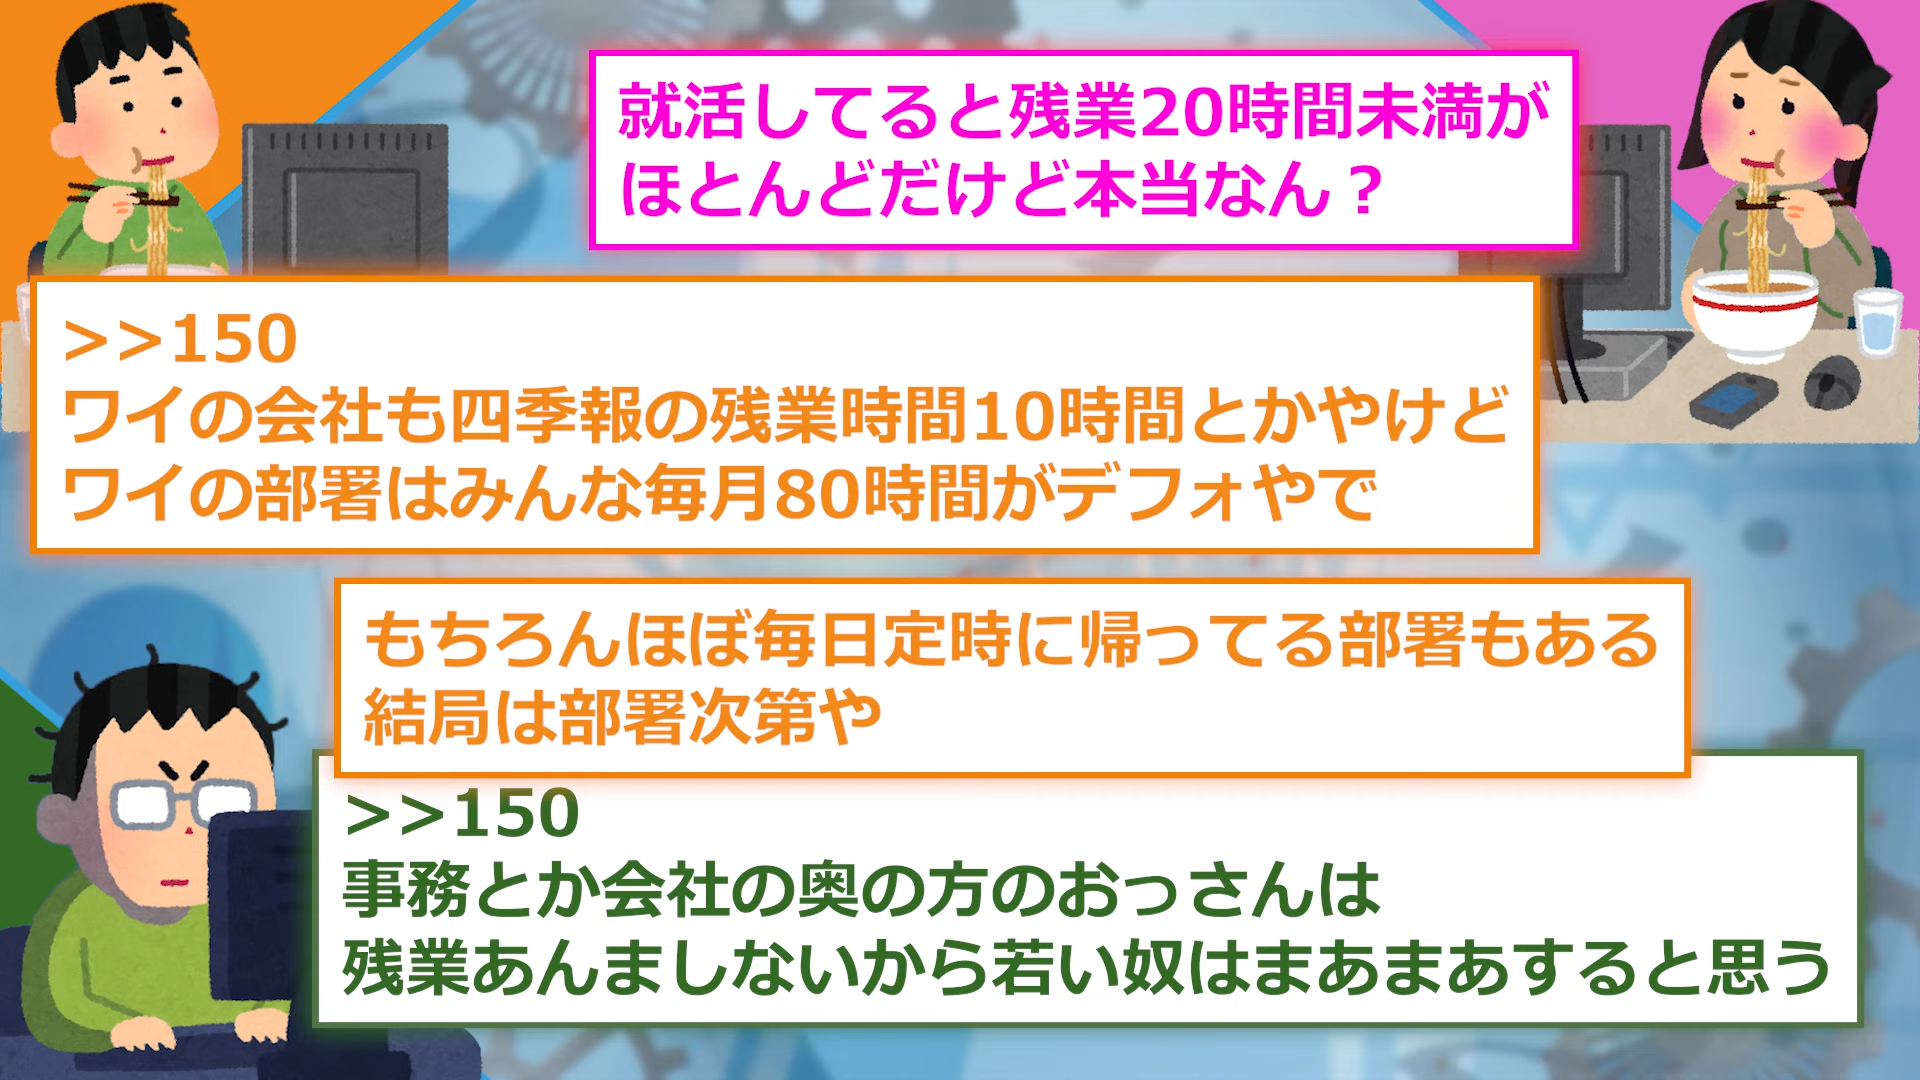 就活してると残業20時間未満が
ほとんどだけど本当なん？
>>150
ワイの会社も四季報の残業時間10時間とかやけど
ワイの部署はみんな毎月80時間がデフォやで
もちろんほぼ毎日定時に帰ってる部署もある
結局は部署次第や
>>150
事務とか会社の奥の方のおっさんは
残業あんましないから若い奴はまあまあすると思う